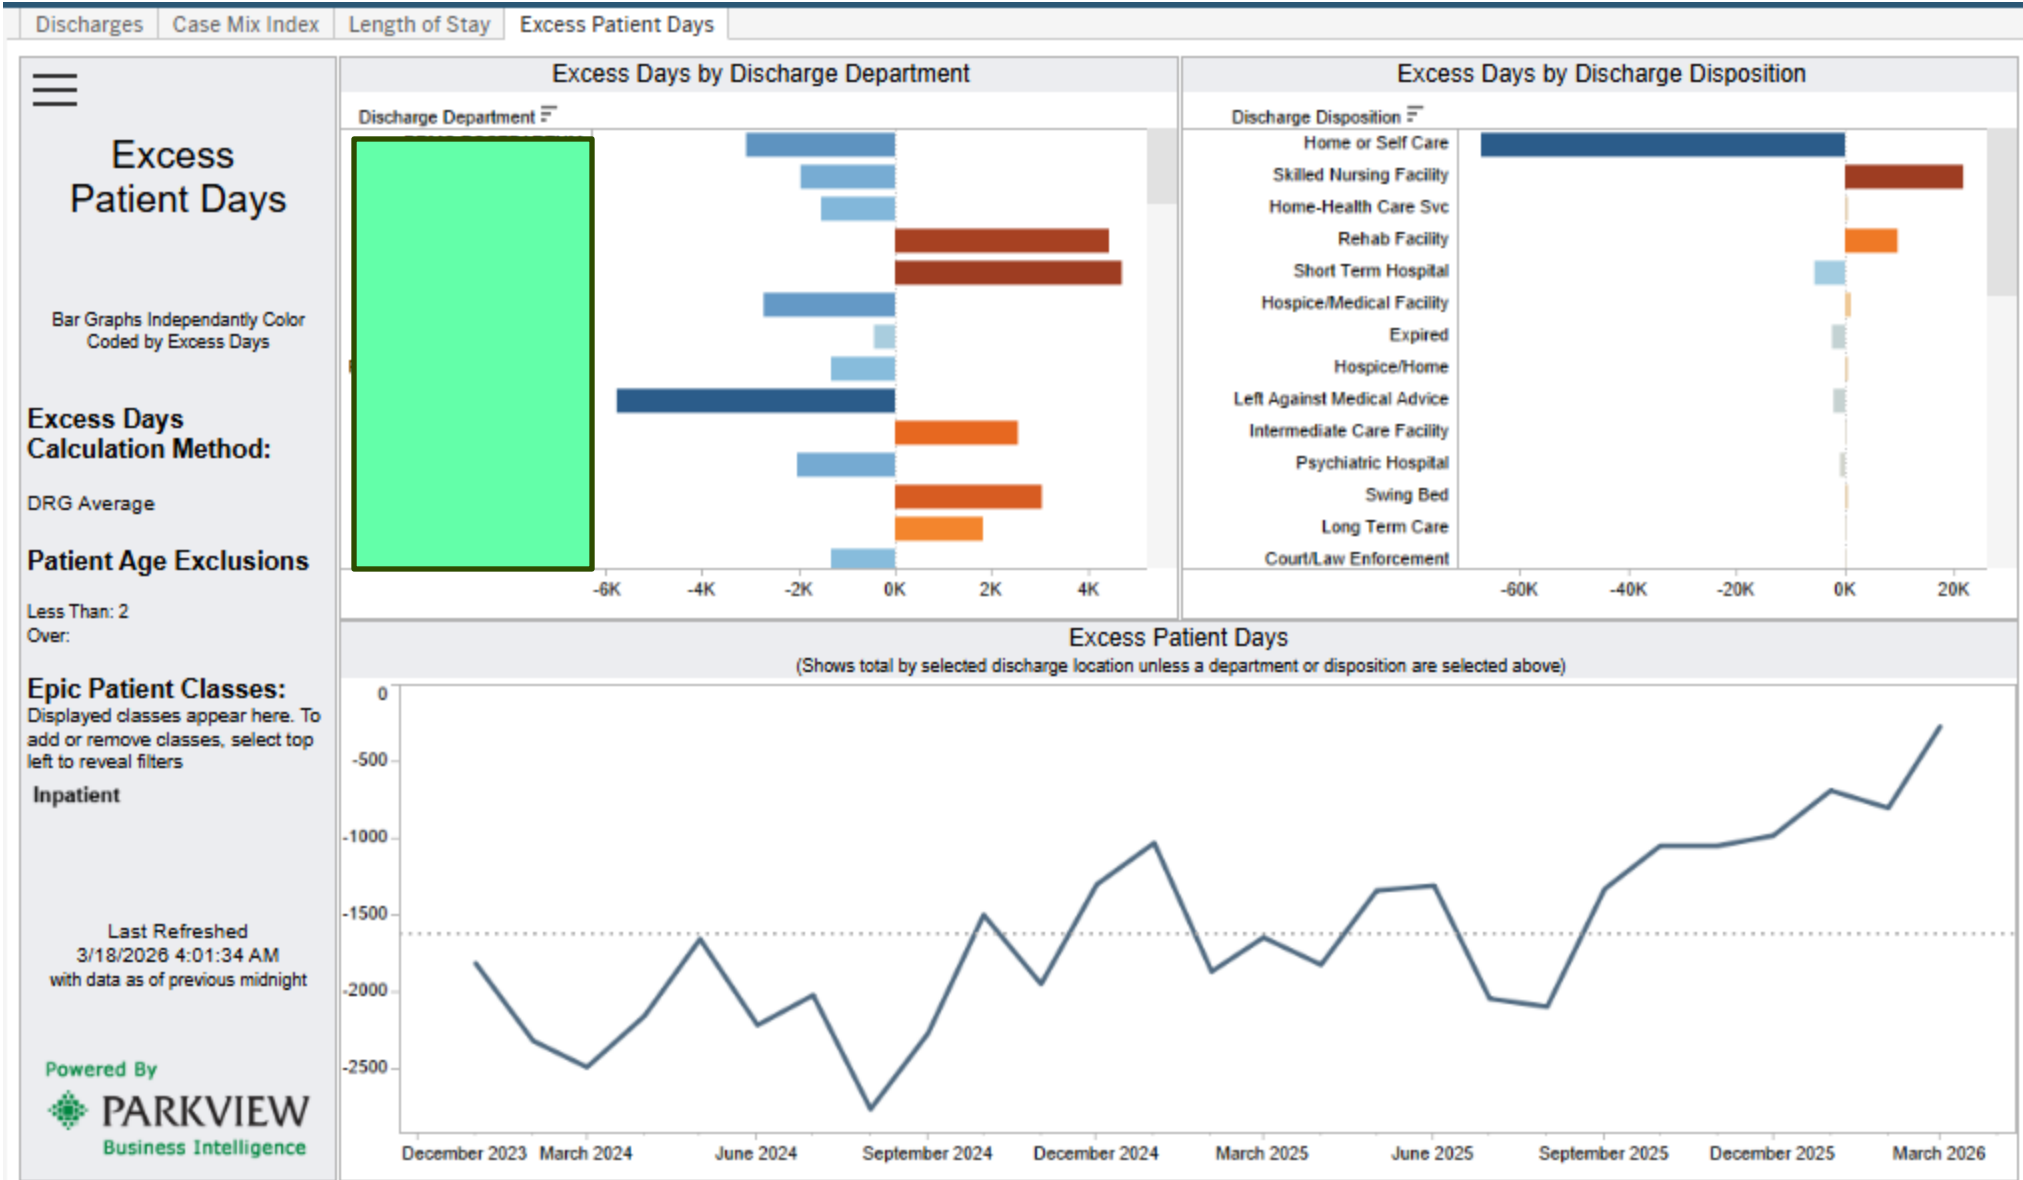 Discharges
Case Mix Index
Length of Stay
Excess Patient Days
Excess
Patient Days
Bar Graphs Independantly Color
Coded by Excess Days
Excess Days
Calculation Method:
DRG Average
Patient Age Exclusions
Less Than: 2
Over:
Epic Patient Classes:
Displayed classes appear here. To
add or remove classes, select top
left to reveal filters
Inpatient
Last Refreshed
3/18/2026 4:01:34 AM
with data as of previous midnight
Powered By
PARKVIEW
Business Intelligence
Excess Days by Discharge Department
Discharge Department
-6K
-4K
-2K
0K
2K
4K
Excess Days by Discharge Disposition
Discharge Disposition
Home or Self Care
Skilled Nursing Facility
Home-Health Care Svc
Rehab Facility
Short Term Hospital
Hospice/Medical Facility
Expired
Hospice/Home
Left Against Medical Advice
Intermediate Care Facility
Psychiatric Hospital
Swing Bed
Long Term Care
Court/Law Enforcement
-60K
-40K
-20K
0K
20K
Excess Patient Days
(Shows total by selected discharge location unless a department or disposition are selected above)
0
-500
-1000
-1500
-2000
-2500
December 2023
March 2024
June 2024
September 2024
December 2024
March 2025
June 2025
September 2025
December 2025
March 2026